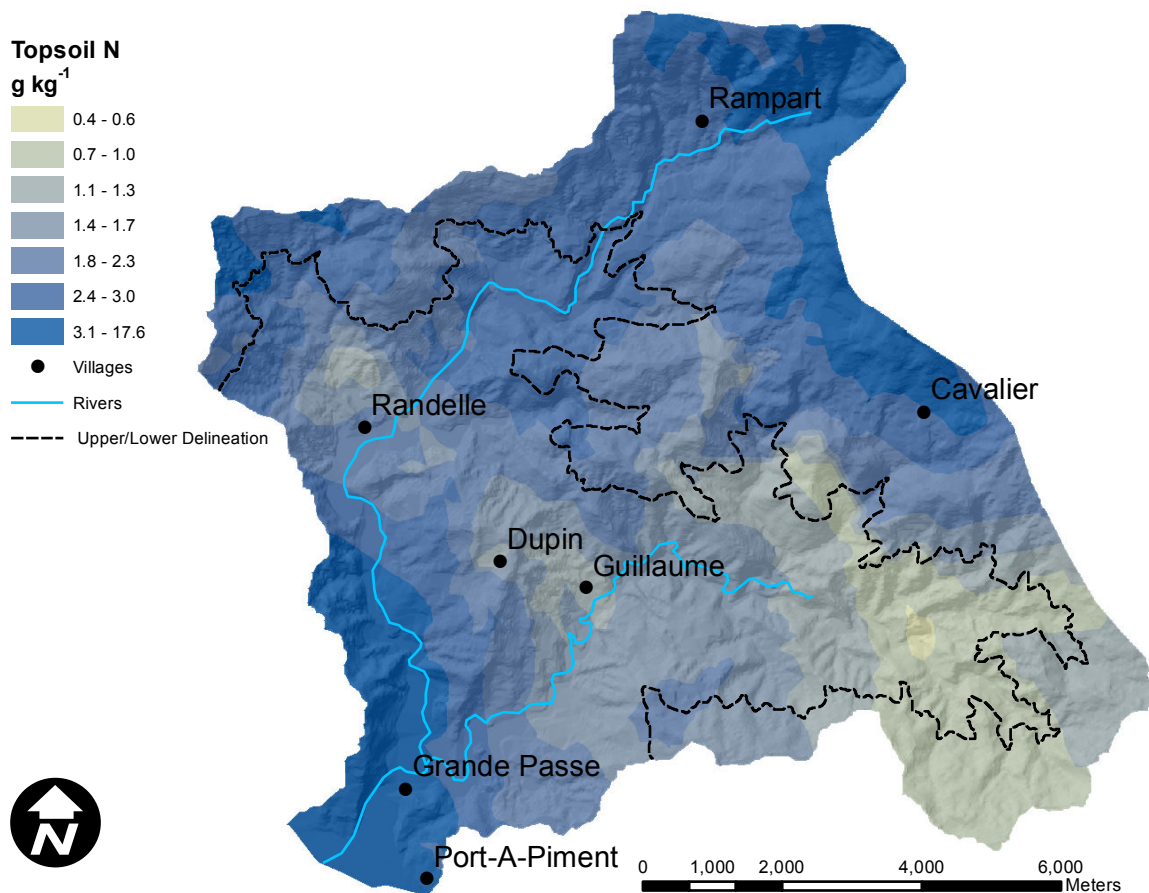 Topsoil N
g kg-1
0.4 - 0.6
0.7 - 1.0
1.1 - 1.3
1.4 - 1.7
1.8 - 2.3
2.4 - 3.0
3.1 - 17.6
Villages
Rivers
Upper/Lower Delineation
Rampart
Cavalier
Randelle
Dupin
Guillaume
Grande Passe
Port-A-Piment
N
0 1,000 2,000 4,000 6,000
Meters